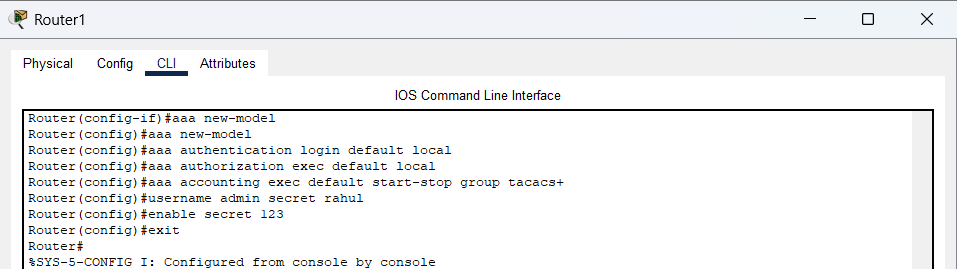 Router1
Physical Config CLI Attributes
IOS Command Line Interface
Router(config-if)#aaa new-model
Router(config)#aaa new-model
Router(config)#aaa authentication login default local
Router(config)#aaa authorization exec default local
Router(config)#aaa accounting exec default start-stop group tacacs+
Router(config)#username admin secret rahul
Router(config)#enable secret 123
Router(config)#exit
Router#
%SYS-5-CONFIG_I: Configured from console by console